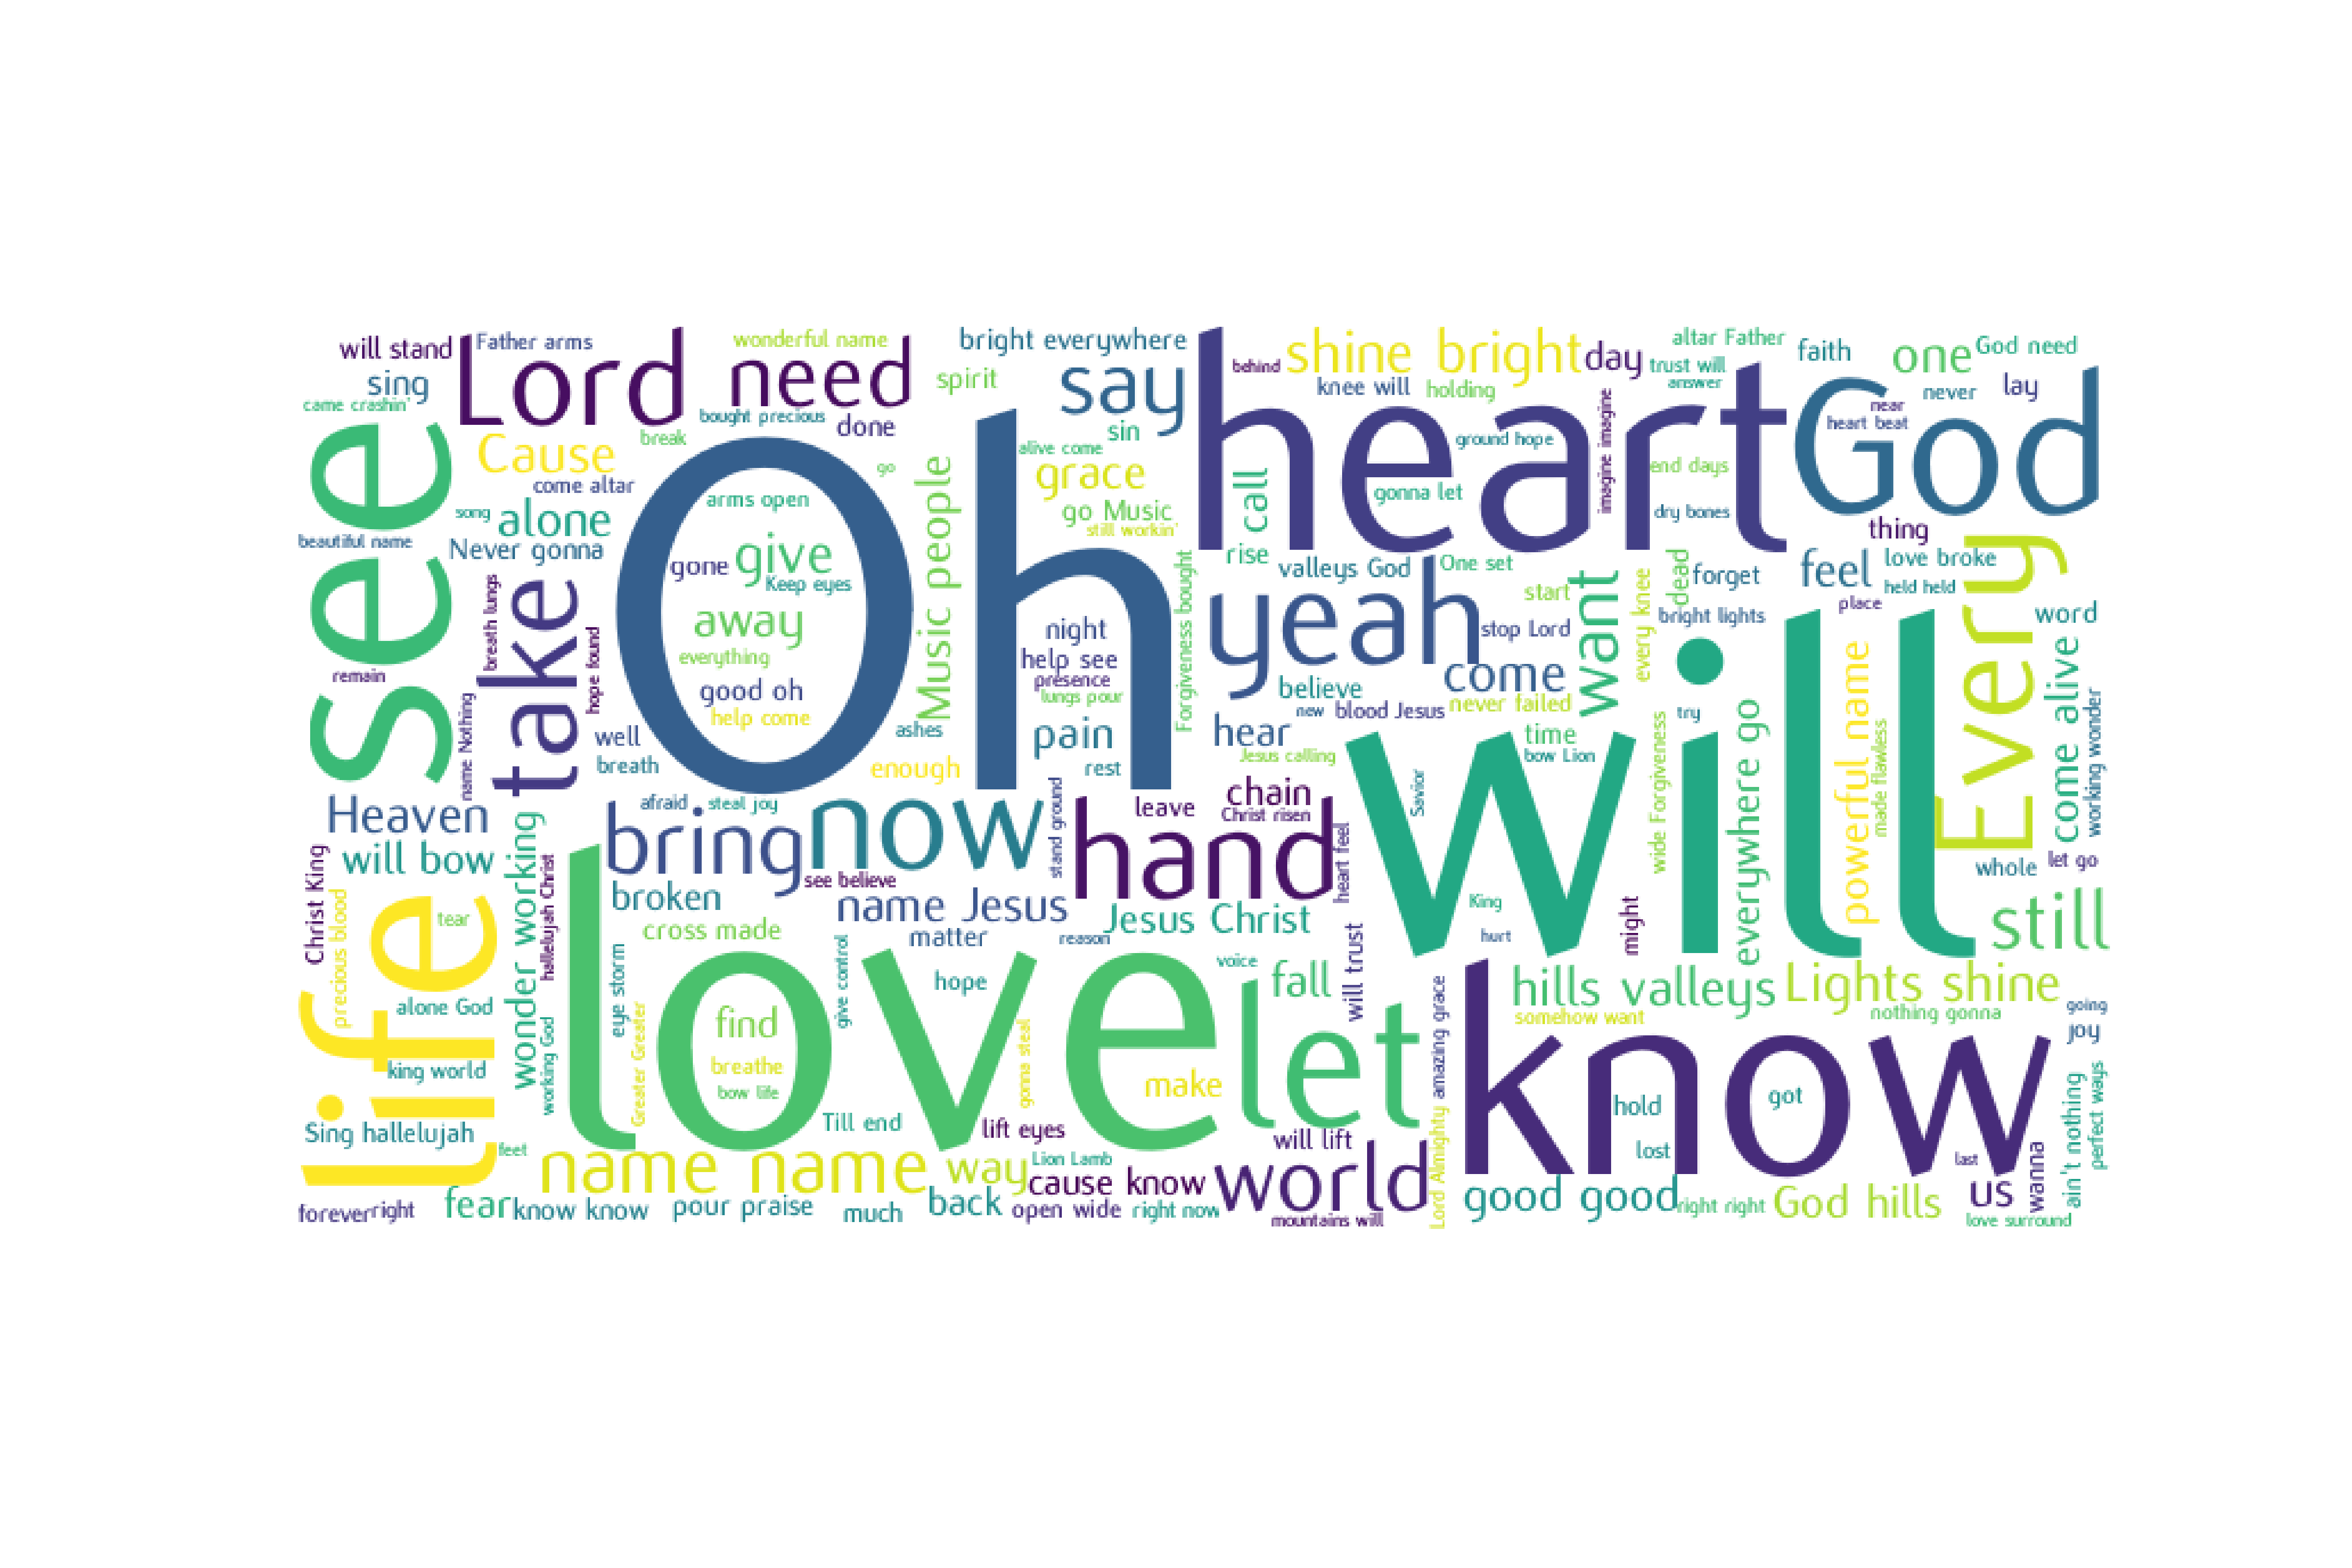 will stand
Father arms
wonderful name
bright everywhere
heart
shine bright
day
altar Father
faith
one
God need
sing
Lord
need
spirit
say
behind
knee will
holding
trust will
answer
never
lay
came crashin'
bought precious
done
sin
near
God
heart beat
Cause
break
alive come
ground hope
imagine imagine
see
come altar
go
grace
call
gonna let
end days
song
alone
arms open
Music people
go Music
still workin'
dry bones
thing
beautiful name
Never gonna
Oh
gone
give
Keep eyes
rise
valleys God
One set
dead
forget
feel
love broke
held held
Every
breath lungs
take
away
Forgiveness bought
yeah
start
want
every knee
bright lights
place
word
hope found
everything
night
help see
presence
lungs pour
stop Lord
come
remain
good oh
help come
believe
new
blood Jesus
never failed
try
will
powerful name
come alive
name Nothing
well
breath
ashes
enough
pain
rest
hear
Jesus calling
time
bow Lion
wide Forgiveness
everywhere go
made flawless
working wonder
Heaven
afraid
steal joy
now
stand ground
leave
chain
Christ risen
Savior
will bow
wonder working
bring
see believe
hand
heart feel
whole
let go
Christ King
precious blood
life
tear
hallelujah Christ
broken
name Jesus
Jesus Christ
King
hurt
might
still
cross made
matter
reason
love
eye storm
give control
hope
voice
fall
will trust
hills valleys
Lights shine
going
alone God
find
somehow want
nothing gonna
joy
king world
working God
Greater Greater
breathe
bow life
gonna steal
make
let
amazing grace
know
hold
got
ain't nothing
perfect ways
Sing hallelujah
feet
Till end
lift eyes
will lift
Lord Almighty
lost
last
wanna
name name
way
Lion Lamb
cause know
world
forever
right
fear
know know
pour praise
much
back
open wide
right now
mountains will
good good
right right
God hills
us
love surround